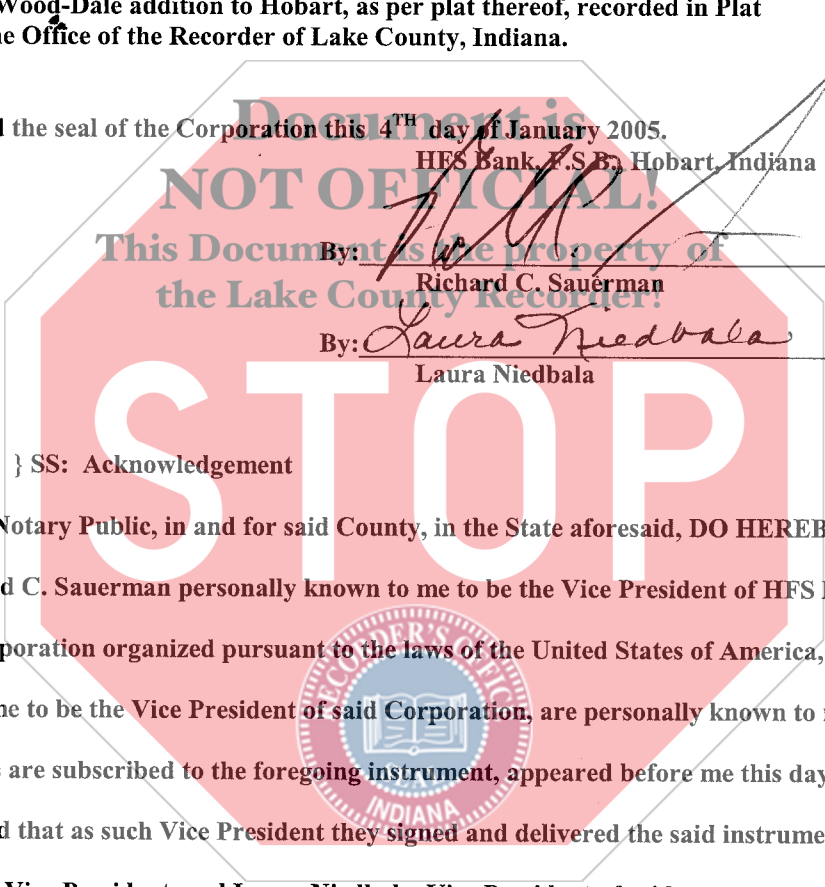 Wood-Dale addition to Hobart, as per plat thereof, recorded in Plat
e Office of the Recorder of Lake County, Indiana.
Document is
the seal of the Corporation this 4TH day of January 2005.
HFS Bank, F.S.B., Hobart, Indiana
NOT OFFICIAL!
This Document is the property of
By:
Richard C. Sauerman
the Lake County Recorder!
By: Laura Niedbala
Laura Niedbala
STOP
} SS: Acknowledgement
Notary Public, in and for said County, in the State aforesaid, DO HEREB
d C. Sauerman personally known to me to be the Vice President of HFS
poration organized pursuant to the laws of the United States of America,
ne to be the Vice President of said Corporation, are personally known to
s are subscribed to the foregoing instrument, appeared before me this day
d that as such Vice President they signed and delivered the said instrume
RECORDER'S OFFICE
SEAL
INDIANA